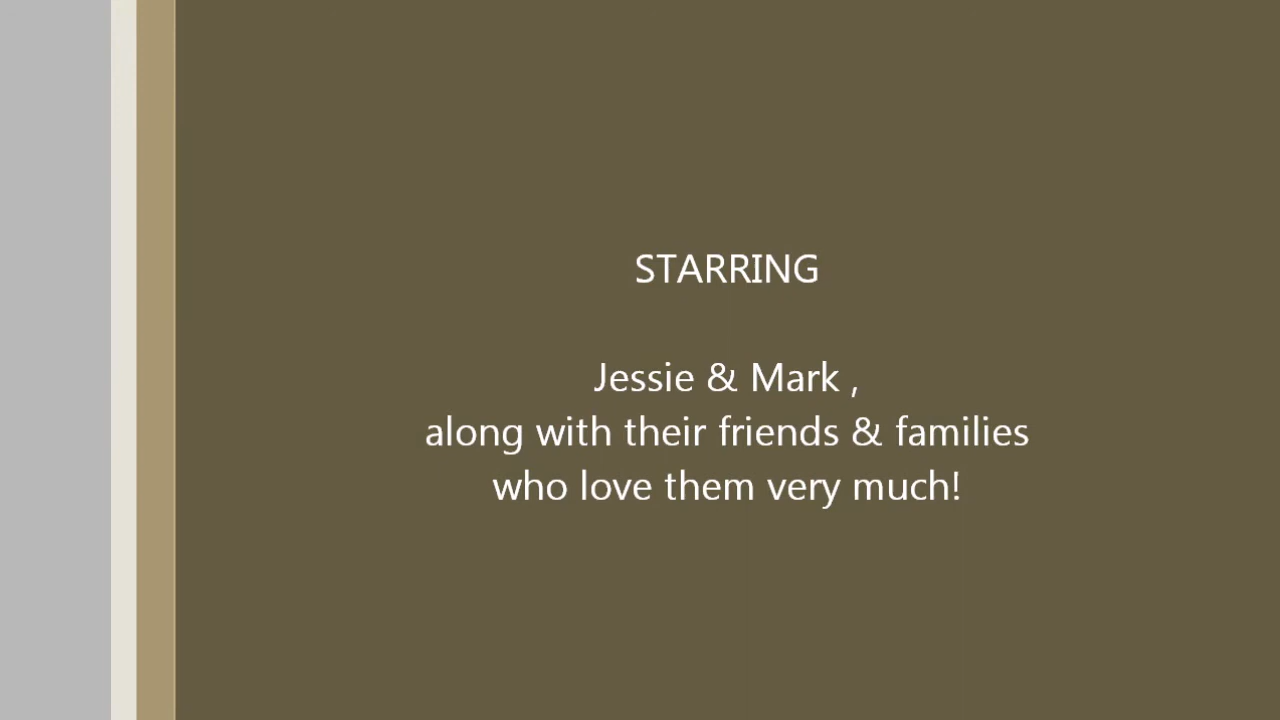 STARRING
Jessie & Mark ,
along with their friends & families
who love them very much!